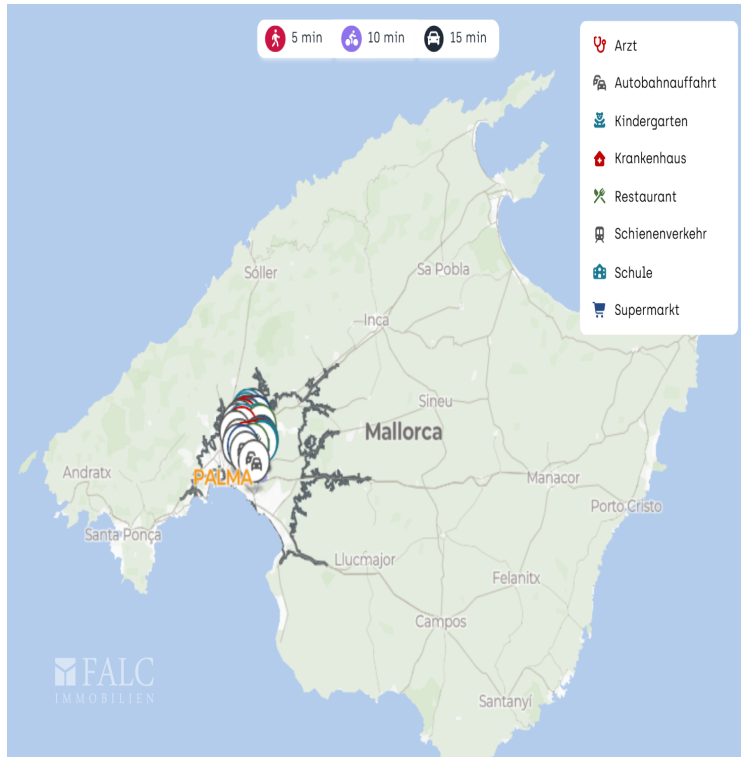 5 min
10 min
15 min
Arzt
Autobahnauffahrt
Kindergarten
Krankenhaus
Restaurant
Schienenverkehr
Schule
Supermarkt
Sóller
Sa Pobla
Inca
Sineu
Mallorca
Andratx
PALMA
Manacor
Porto Cristo
Santa Ponça
Llucmajor
Felanitx
Campos
Santanyí
FALC
IMMOBILIEN